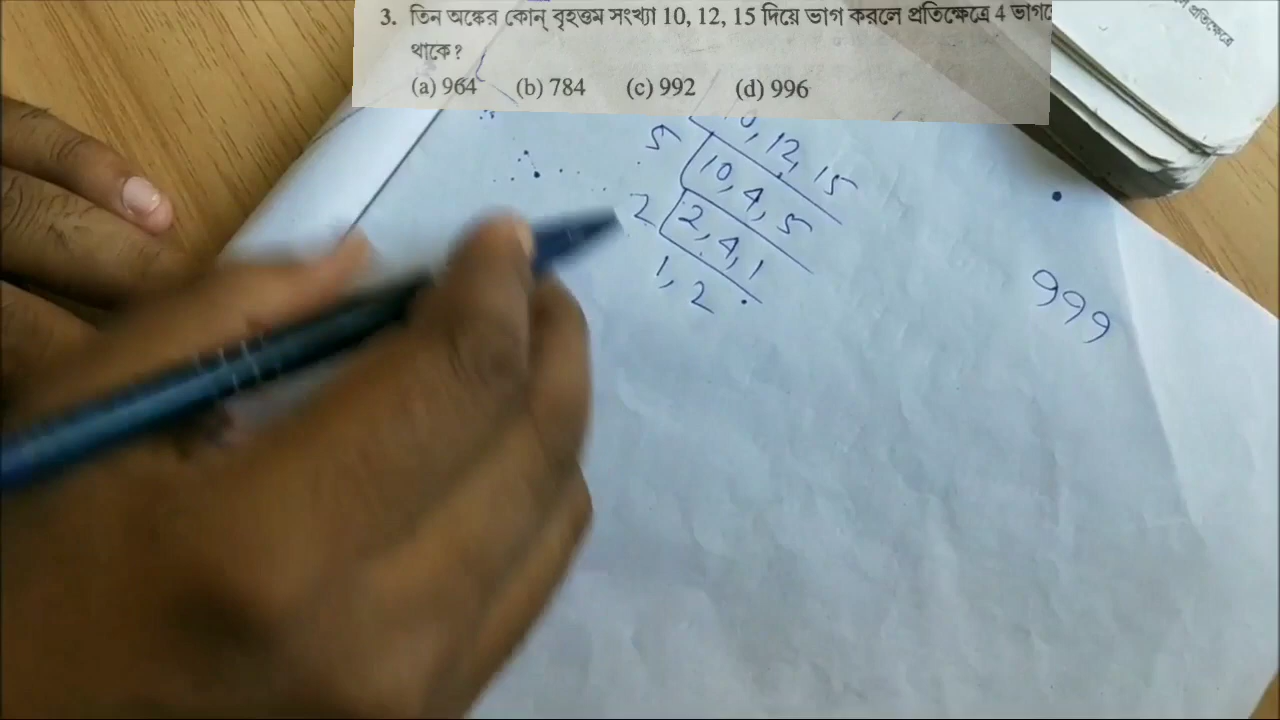 3. তিন অঙ্কের কোন্ বৃহত্তম সংখ্যা 10, 12, 15 দিয়ে ভাগ করলে প্রতিক্ষেত্রে 4 ভাগ
থাকে?
(a) 964 (b) 784 (c) 992 (d) 996
প্রতিক্ষেত্রে
12, 15
5 10, 4, 5
2 2, 4, 1
1, 2
999